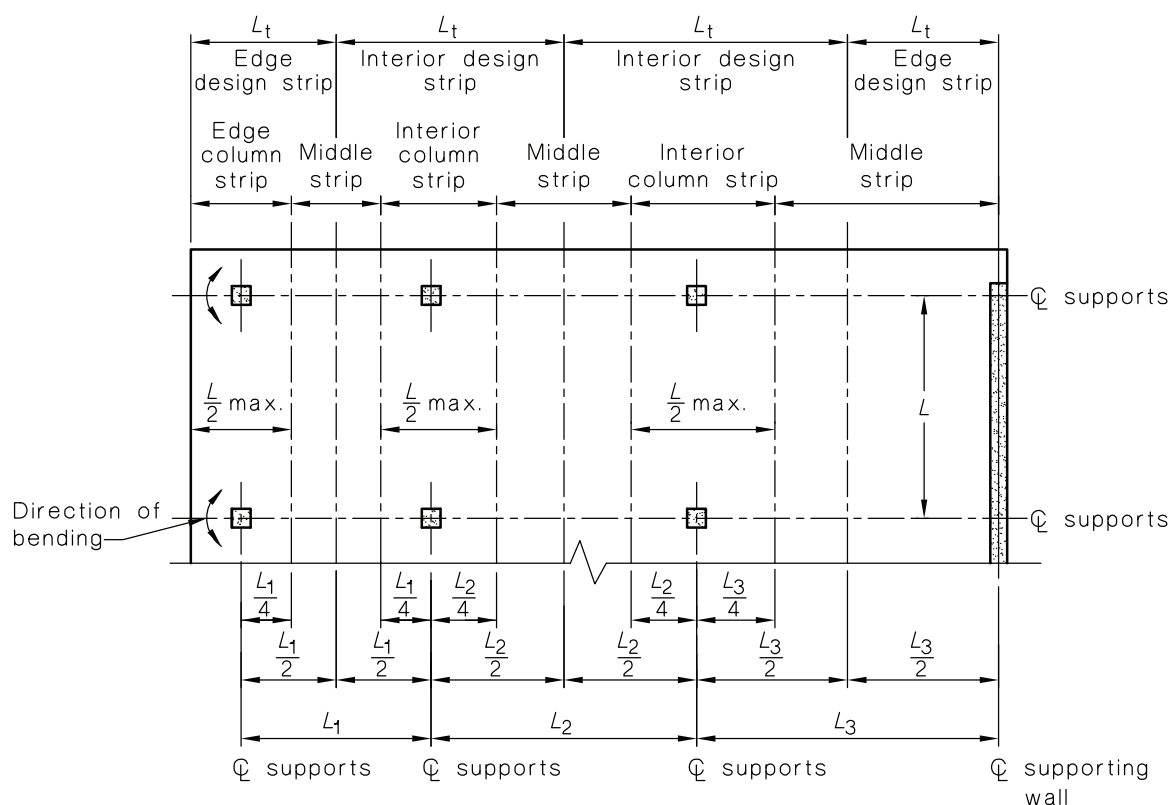 Lt Lt Lt Lt
Edge design strip
Interior design strip
Interior design strip
Edge design strip
Edge column strip
Middle strip
Interior column strip
Middle strip
Interior column strip
Middle strip
℄ supports
L/2 max.
L/2 max.
L/2 max.
L
Direction of bending
℄ supports
L1/4 L1/4 L2/4 L2/4 L3/4
L1/2 L1/2 L2/2 L2/2 L3/2 L3/2
L1 L2 L3
℄ supports
℄ supports
℄ supports
℄ supporting wall